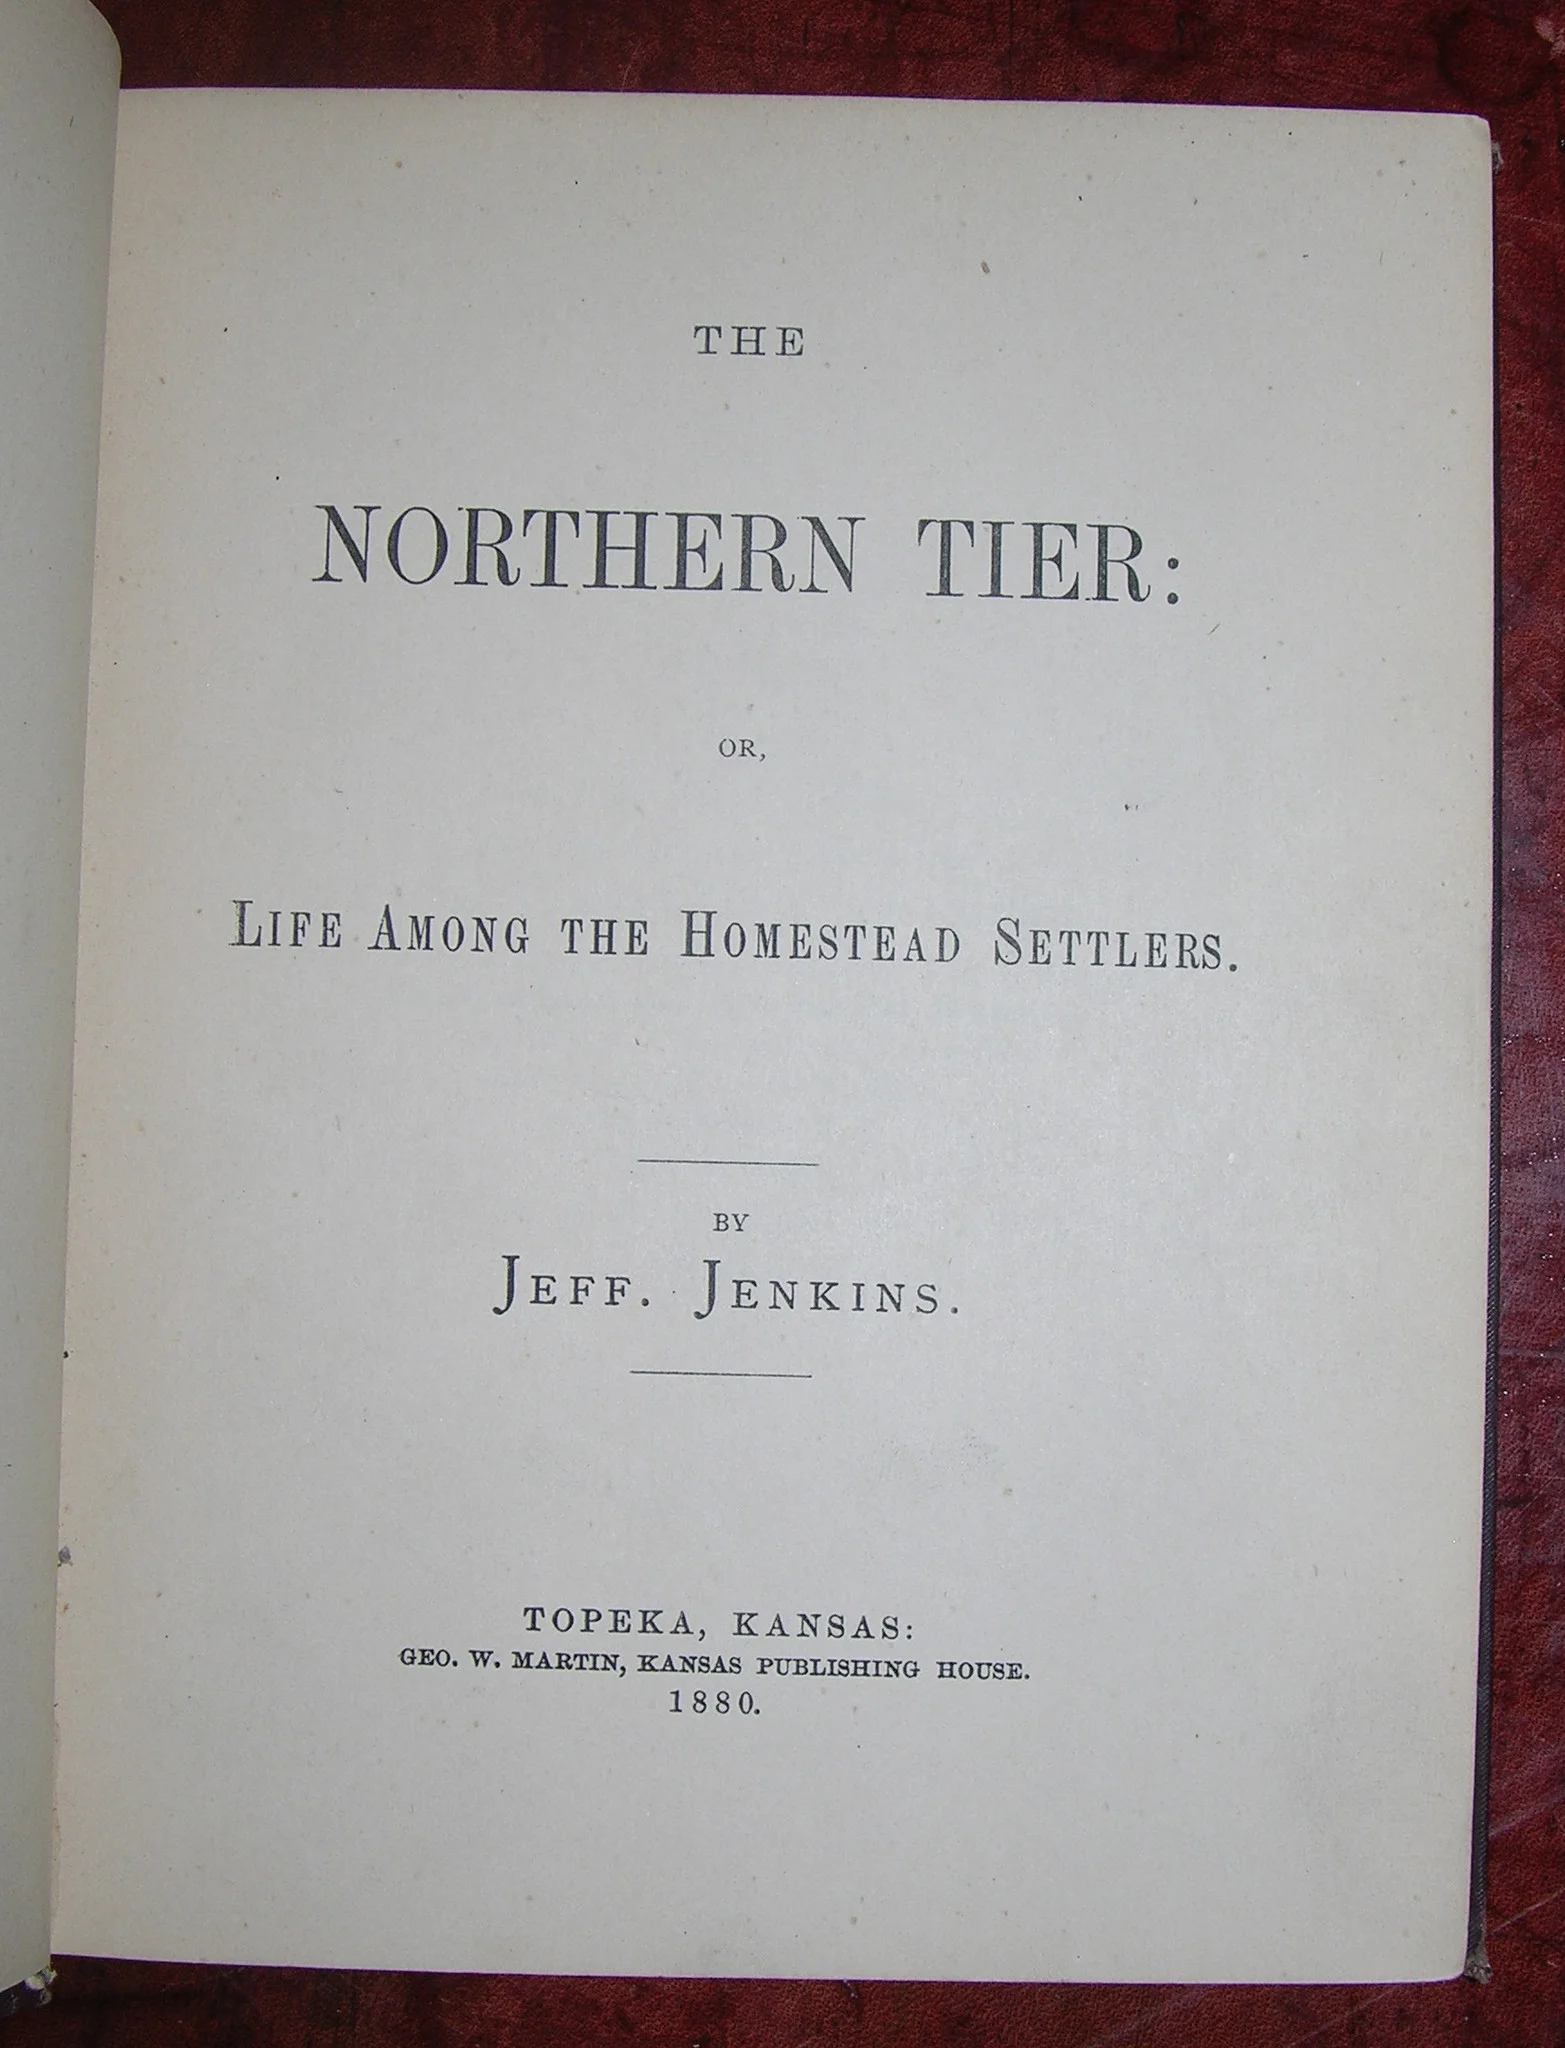 THE
NORTHERN TIER:
OR,
LIFE AMONG THE HOMESTEAD SETTLERS.
BY
JEFF. JENKINS.
TOPEKA, KANSAS:
GEO. W. MARTIN, KANSAS PUBLISHING HOUSE.
1880.